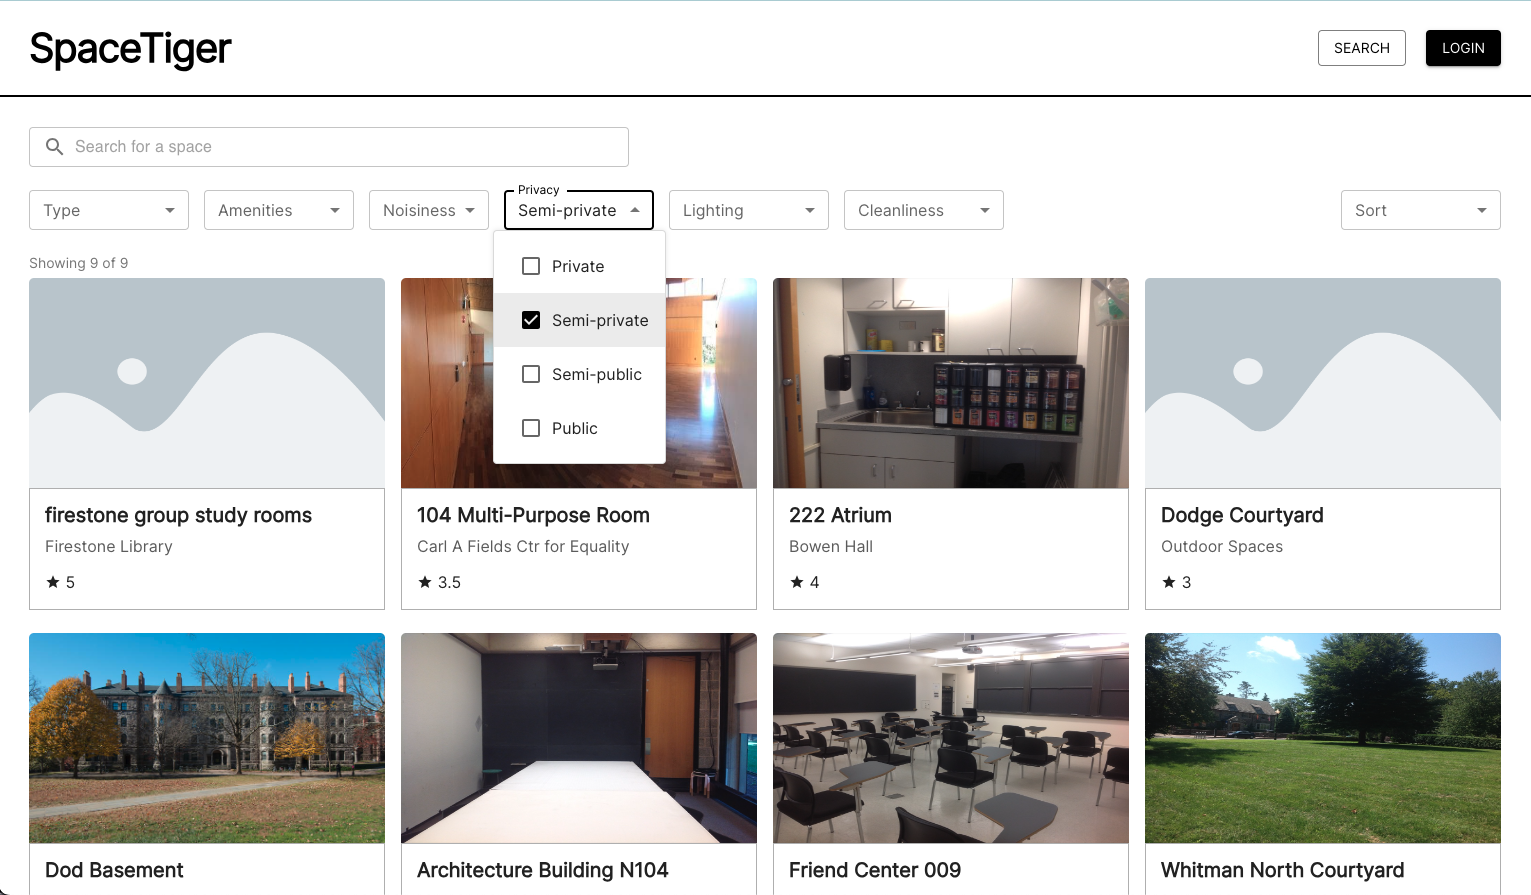 SpaceTiger
SEARCH
LOGIN
Search for a space
Type
Amenities
Noisiness
Privacy
Semi-private
Lighting
Cleanliness
Sort
Showing 9 of 9
Private
Semi-private
Semi-public
Public
firestone group study rooms
Firestone Library
5
104 Multi-Purpose Room
Carl A Fields Ctr for Equality
3.5
222 Atrium
Bowen Hall
4
Dodge Courtyard
Outdoor Spaces
3
Dod Basement
Architecture Building N104
Friend Center 009
Whitman North Courtyard